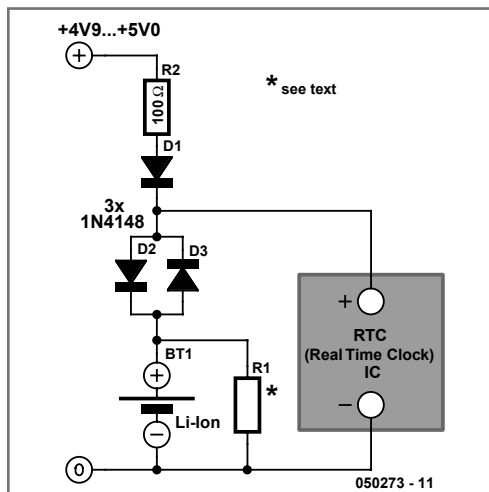 +4V9...+5V0
+
R2
100Ω
* see text
D1
3x
1N4148
D2
D3
+
RTC
(Real Time Clock)
IC
−
BT1
+
R1
*
Li-Ion
−
0
050273 - 11